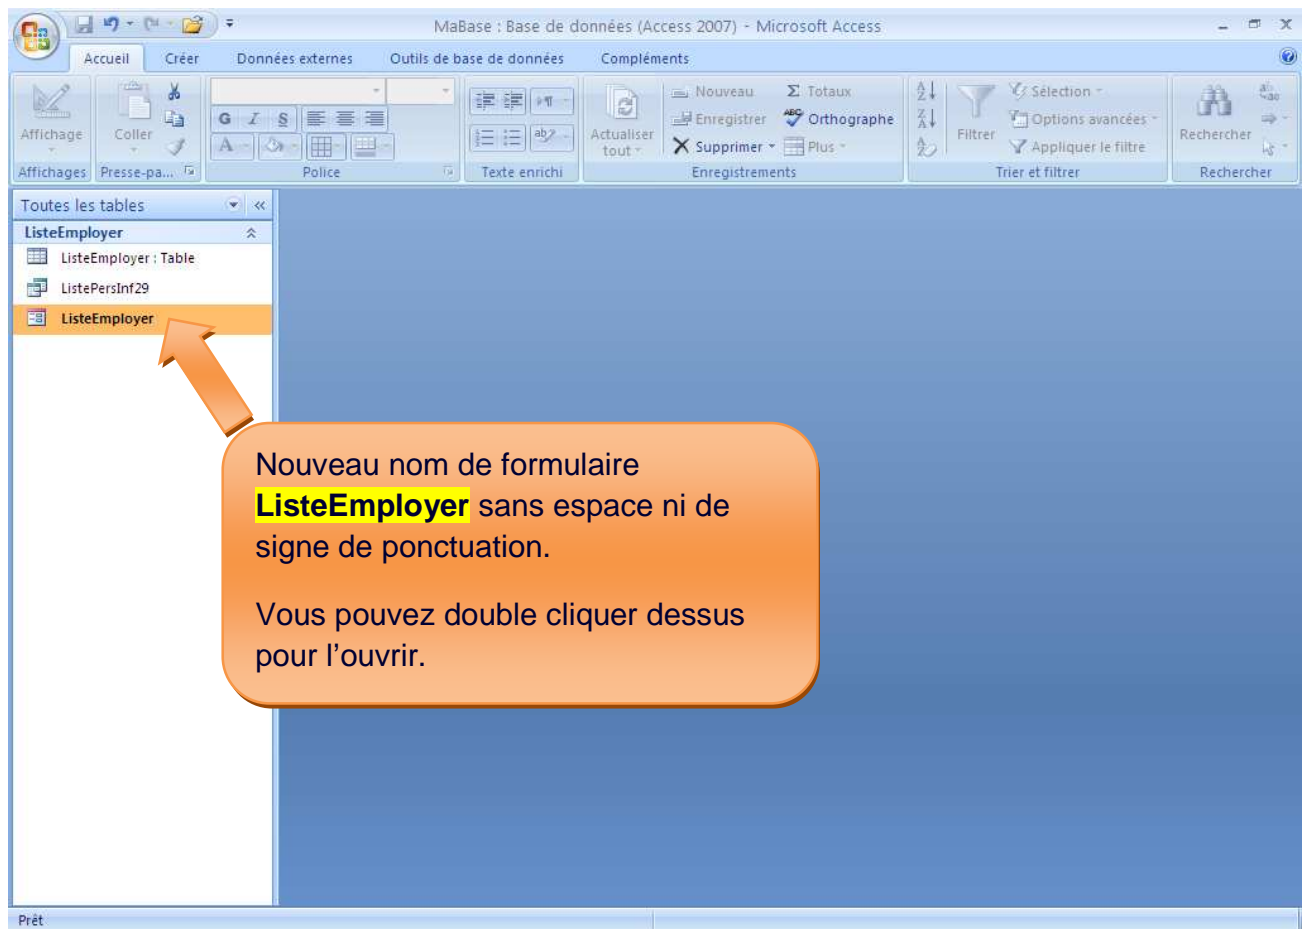 MaBase : Base de données (Access 2007) - Microsoft Access
Accueil Créer Données externes Outils de base de données Compléments
Affichage
Coller
G I S
A
ab
Actualiser
tout
Nouveau
Enregistrer
Supprimer
Σ Totaux
ABC Orthographe
Plus
A Z
Z A
Filtrer
Sélection
Options avancées
Appliquer le filtre
Rechercher
Affichages Presse-pa... Police Texte enrichi Enregistrements Trier et filtrer Rechercher
Toutes les tables
ListeEmployer
ListeEmployer : Table
ListePersInf29
ListeEmployer
Nouveau nom de formulaire
ListeEmployer sans espace ni de
signe de ponctuation.
Vous pouvez double cliquer dessus
pour l'ouvrir.
Prêt